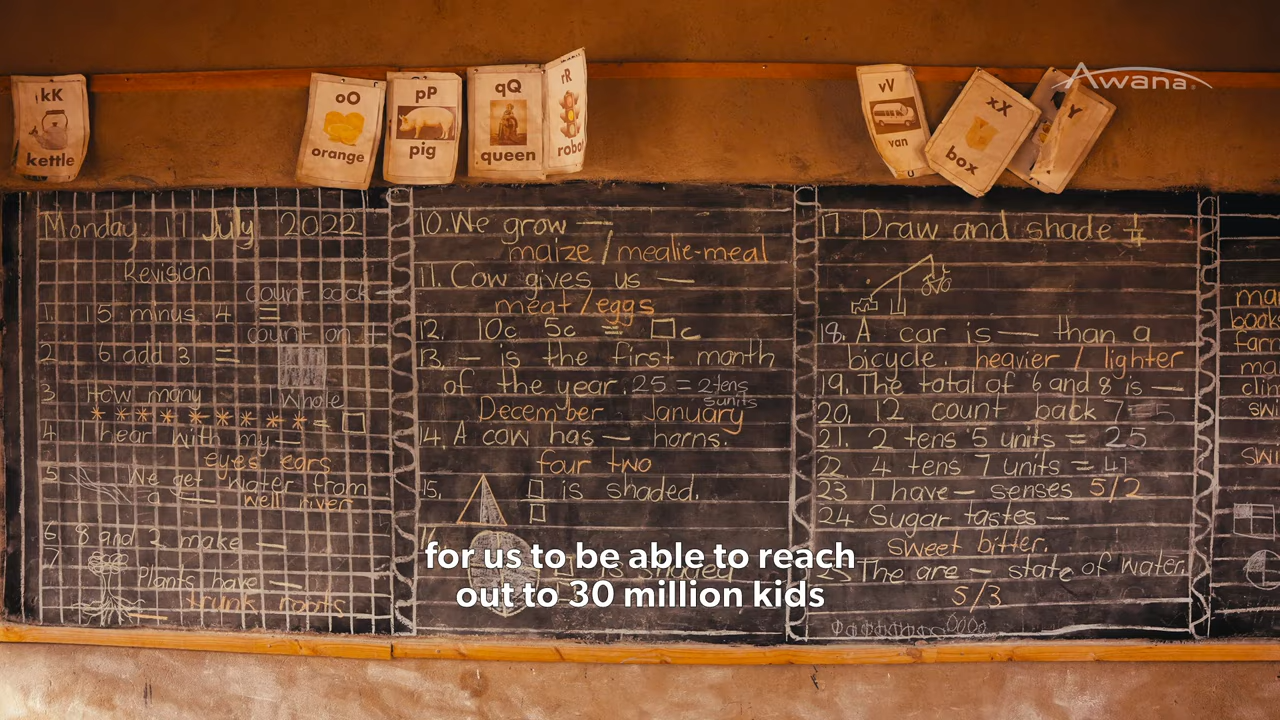 kK
kettle
oO
orange
pP
pig
qQ
queen
rR
robo
vV
van
xX
box
Y
Awana
Monday 11 July 2022
Revision
count back
1. 15 minus 4 =
count on
2. 6 add 3 =
3 How many 1 whole
* * * * * * * * * = □
4 I hear with my —
eyes ears
5 We get water from
a — well river
6 8 and 2 make —
7
Plants have —
trunk roots
10. We grow —
maize / mealie-meal
11. Cow gives us —
meat / eggs
12. 10c 5c = □c
13. — is the first month
of the year. 25 = 2 tens
5 units
December January
14. A cow has — horns.
four two
15. □ is shaded.
17 Draw and shade 1/4
18. A car is — than a
bicycle. heavier / lighter
19. The total of 6 and 8 is —
20, 12 count back 7 =
21. 2 tens 5 units = 25
22. 4 tens 7 units = 47
23 I have — senses 5/2
24 Sugar tastes —
sweet bitter.
25 The are — state of water.
5/3
for us to be able to reach
out to 30 million kids